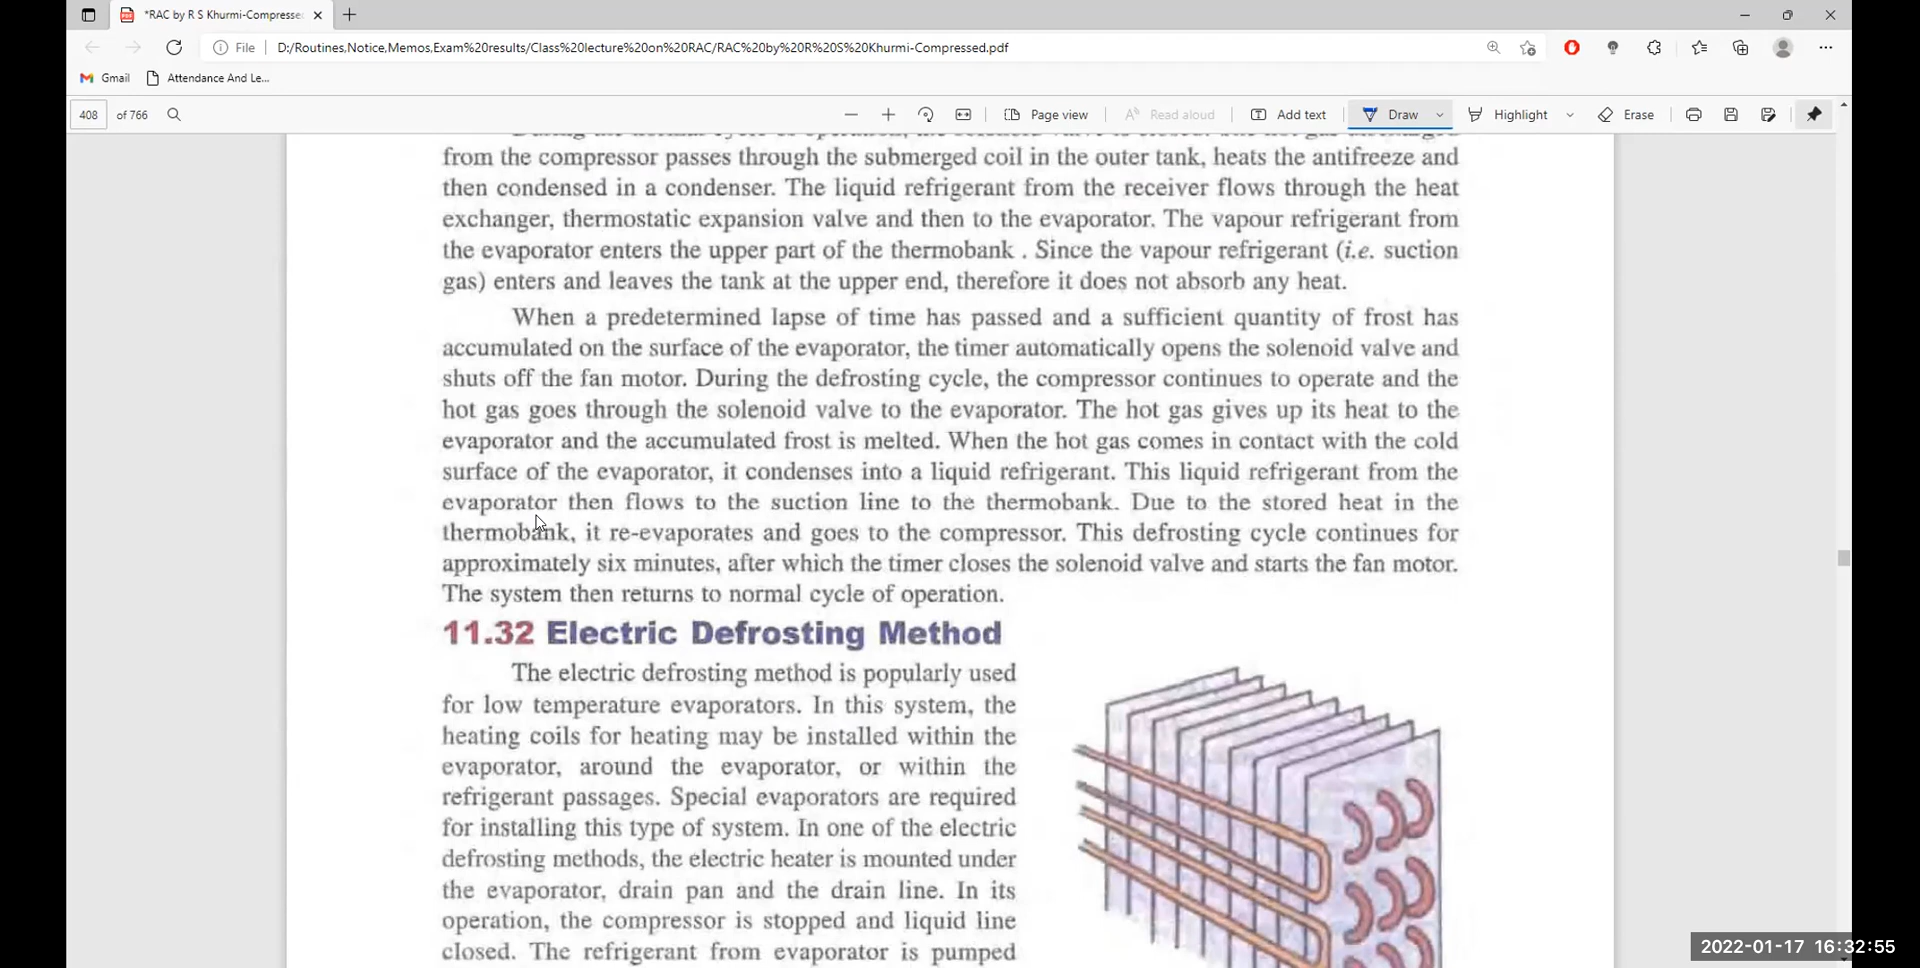 *RAC by R S Khurmi-Compresse
File D:/Routines,Notice,Memos,Exam%20results/Class%20lecture%20on%20RAC/RAC%20by%20R%20S%20Khurmi-Compressed.pdf
Gmail Attendance And Le...
408 of 766 Page view Read aloud Add text Draw Highlight Erase
from the compressor passes through the submerged coil in the outer tank, heats the antifreeze and
then condensed in a condenser. The liquid refrigerant from the receiver flows through the heat
exchanger, thermostatic expansion valve and then to the evaporator. The vapour refrigerant from
the evaporator enters the upper part of the thermobank . Since the vapour refrigerant (i.e. suction
gas) enters and leaves the tank at the upper end, therefore it does not absorb any heat.
When a predetermined lapse of time has passed and a sufficient quantity of frost has
accumulated on the surface of the evaporator, the timer automatically opens the solenoid valve and
shuts off the fan motor. During the defrosting cycle, the compressor continues to operate and the
hot gas goes through the solenoid valve to the evaporator. The hot gas gives up its heat to the
evaporator and the accumulated frost is melted. When the hot gas comes in contact with the cold
surface of the evaporator, it condenses into a liquid refrigerant. This liquid refrigerant from the
evaporator then flows to the suction line to the thermobank. Due to the stored heat in the
thermobank, it re-evaporates and goes to the compressor. This defrosting cycle continues for
approximately six minutes, after which the timer closes the solenoid valve and starts the fan motor.
The system then returns to normal cycle of operation.
11.32 Electric Defrosting Method
The electric defrosting method is popularly used
for low temperature evaporators. In this system, the
heating coils for heating may be installed within the
evaporator, around the evaporator, or within the
refrigerant passages. Special evaporators are required
for installing this type of system. In one of the electric
defrosting methods, the electric heater is mounted under
the evaporator, drain pan and the drain line. In its
operation, the compressor is stopped and liquid line
closed. The refrigerant from evaporator is pumped
2022-01-17 16:32:55